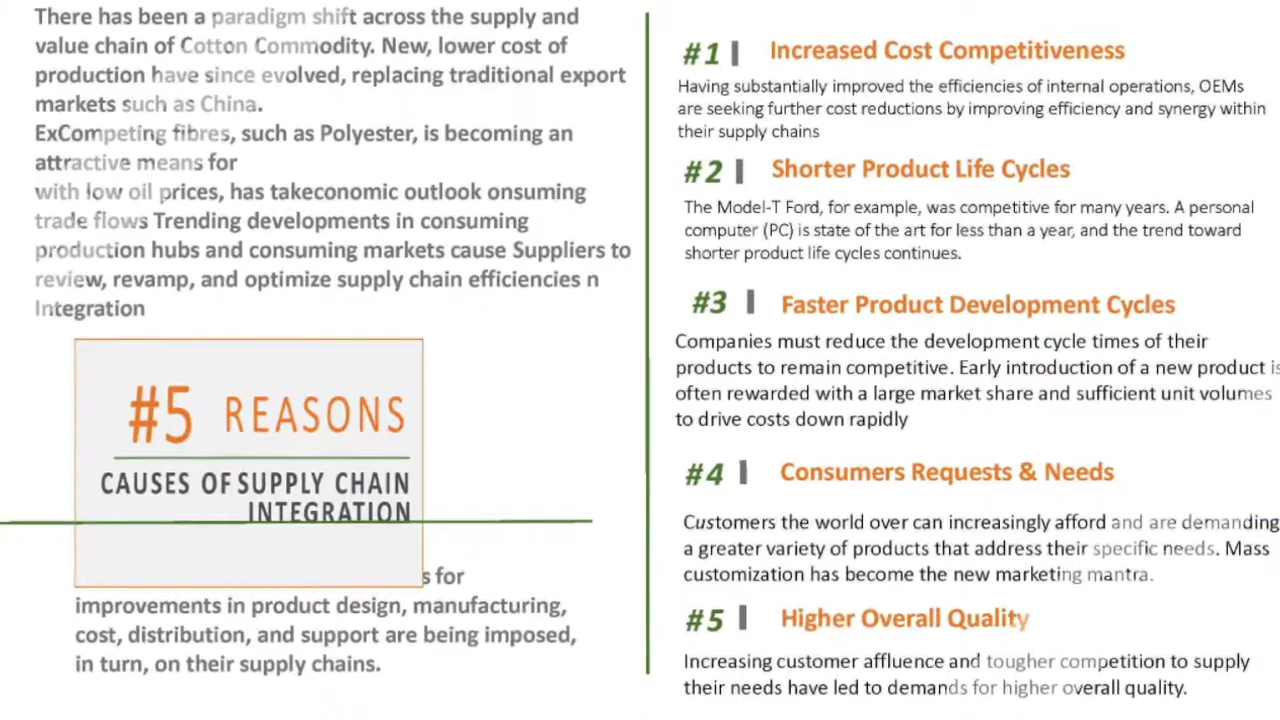 There has been a paradigm shift across the supply and
value chain of Cotton Commodity. New, lower cost of
production have since evolved, replacing traditional export
markets such as China.
ExCompeting fibres, such as Polyester, is becoming an
attractive means for
with low oil prices, has takeconomic outlook onsuming
trade flows Trending developments in consuming
production hubs and consuming markets cause Suppliers to
review, revamp, and optimize supply chain efficiencies n
Integration
#5 REASONS
CAUSES OF SUPPLY CHAIN
INTEGRATION
s for
improvements in product design, manufacturing,
cost, distribution, and support are being imposed,
in turn, on their supply chains.
#1 Increased Cost Competitiveness
Having substantially improved the efficiencies of internal operations, OEMs
are seeking further cost reductions by improving efficiency and synergy within
their supply chains
#2 Shorter Product Life Cycles
The Model-T Ford, for example, was competitive for many years. A personal
computer (PC) is state of the art for less than a year, and the trend toward
shorter product life cycles continues.
#3 Faster Product Development Cycles
Companies must reduce the development cycle times of their
products to remain competitive. Early introduction of a new product is
often rewarded with a large market share and sufficient unit volumes
to drive costs down rapidly
#4 Consumers Requests & Needs
Customers the world over can increasingly afford and are demanding
a greater variety of products that address their specific needs. Mass
customization has become the new marketing mantra.
#5 Higher Overall Quality
Increasing customer affluence and tougher competition to supply
their needs have led to demands for higher overall quality.